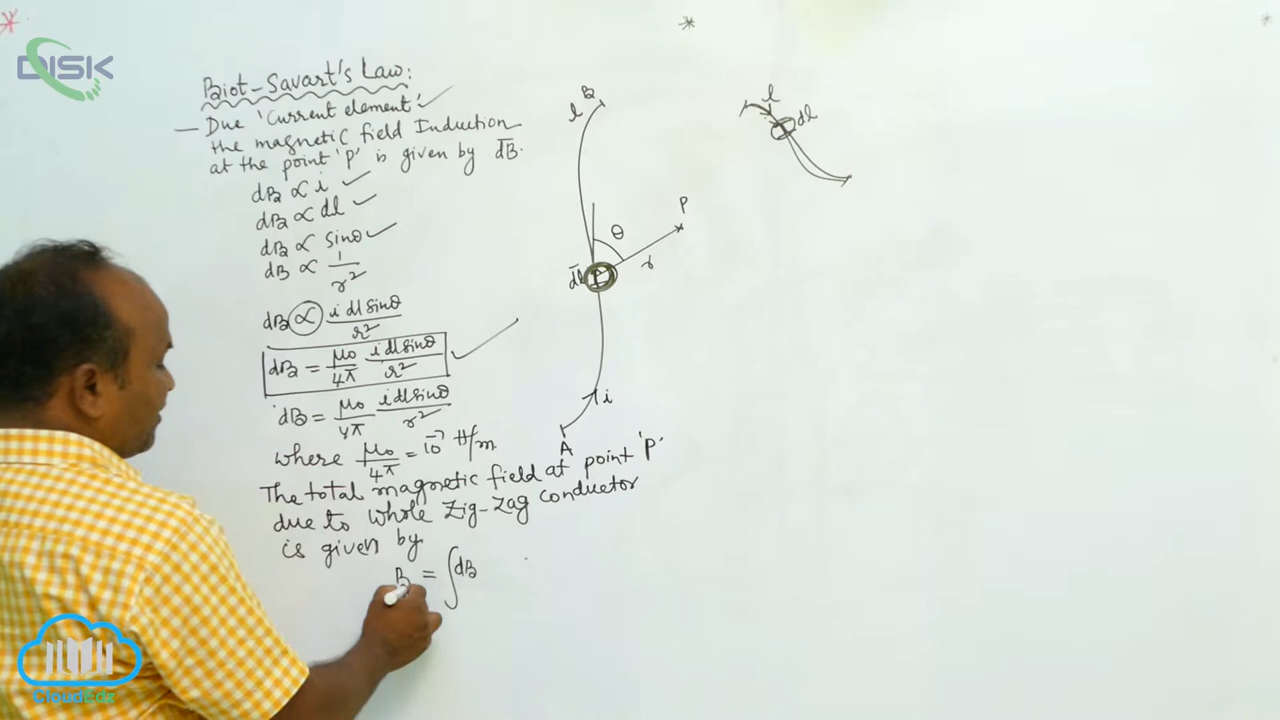 DISK
Biot-Savart's Law:
— Due 'Current element'
the magnetic field Induction
at the point 'P' is given by d̅B̅.
dB ∝ i
dB ∝ dl
dB ∝ sinθ
dB ∝ 1/r²
dB ∝ i dl sinθ/r²
dB = μ₀/4π i dl sinθ/r²
dB = μ₀/4π i dl sinθ/r²
where μ₀/4π = 10⁻⁷ H/m.
The total magnetic field at point 'P'
due to whole Zig-Zag conductor
is given by
B = ∫dB
l B
θ
P
r
d̅l
i
A
l
dl
CloudEdz